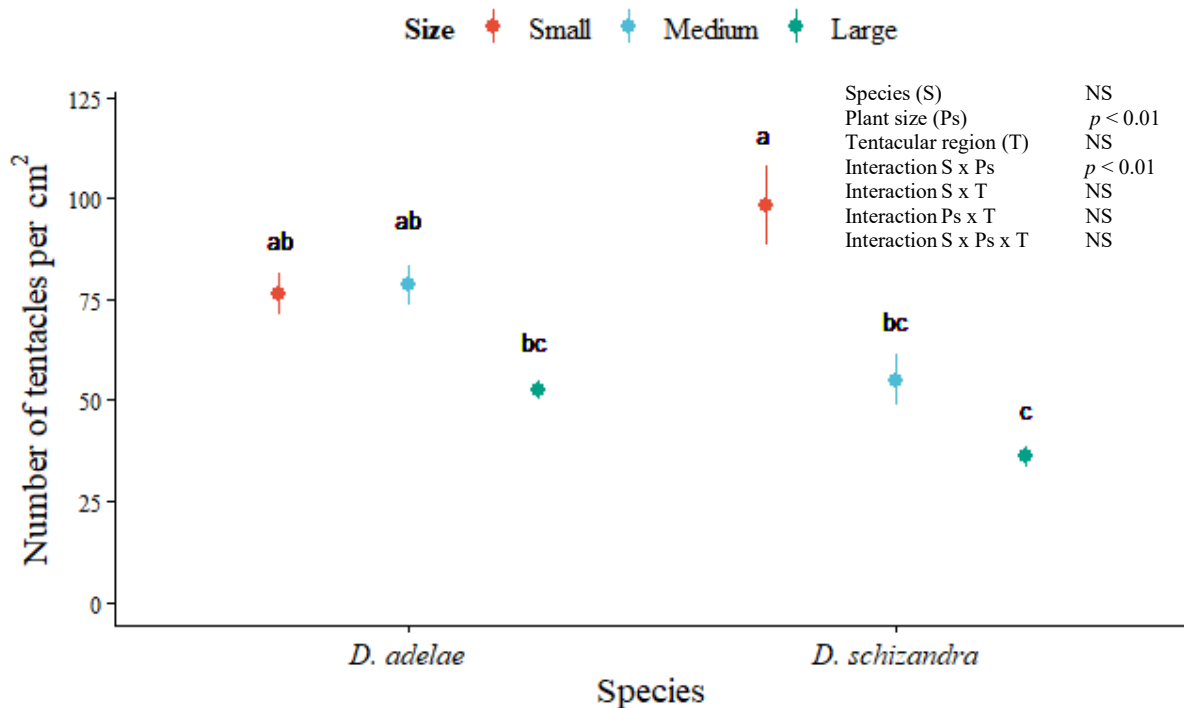 Size Small Medium Large
Species (S) NS
Plant size (Ps) p < 0.01
Tentacular region (T) NS
Interaction S x Ps p < 0.01
Interaction S x T NS
Interaction Ps x T NS
Interaction S x Ps x T NS
Number of tentacles per cm²
125
100
75
50
25
0
ab
ab
bc
a
bc
c
D. adelae
D. schizandra
Species